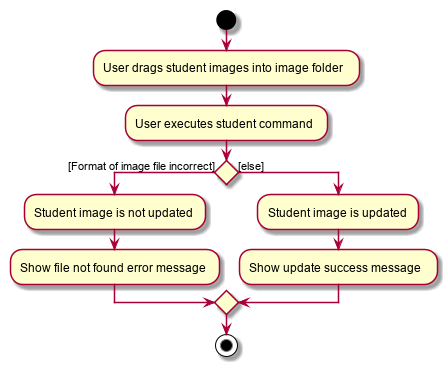 User drags student images into image folder
User executes student command
[Format of image file incorrect]
[else]
Student image is not updated
Student image is updated
Show file not found error message
Show update success message